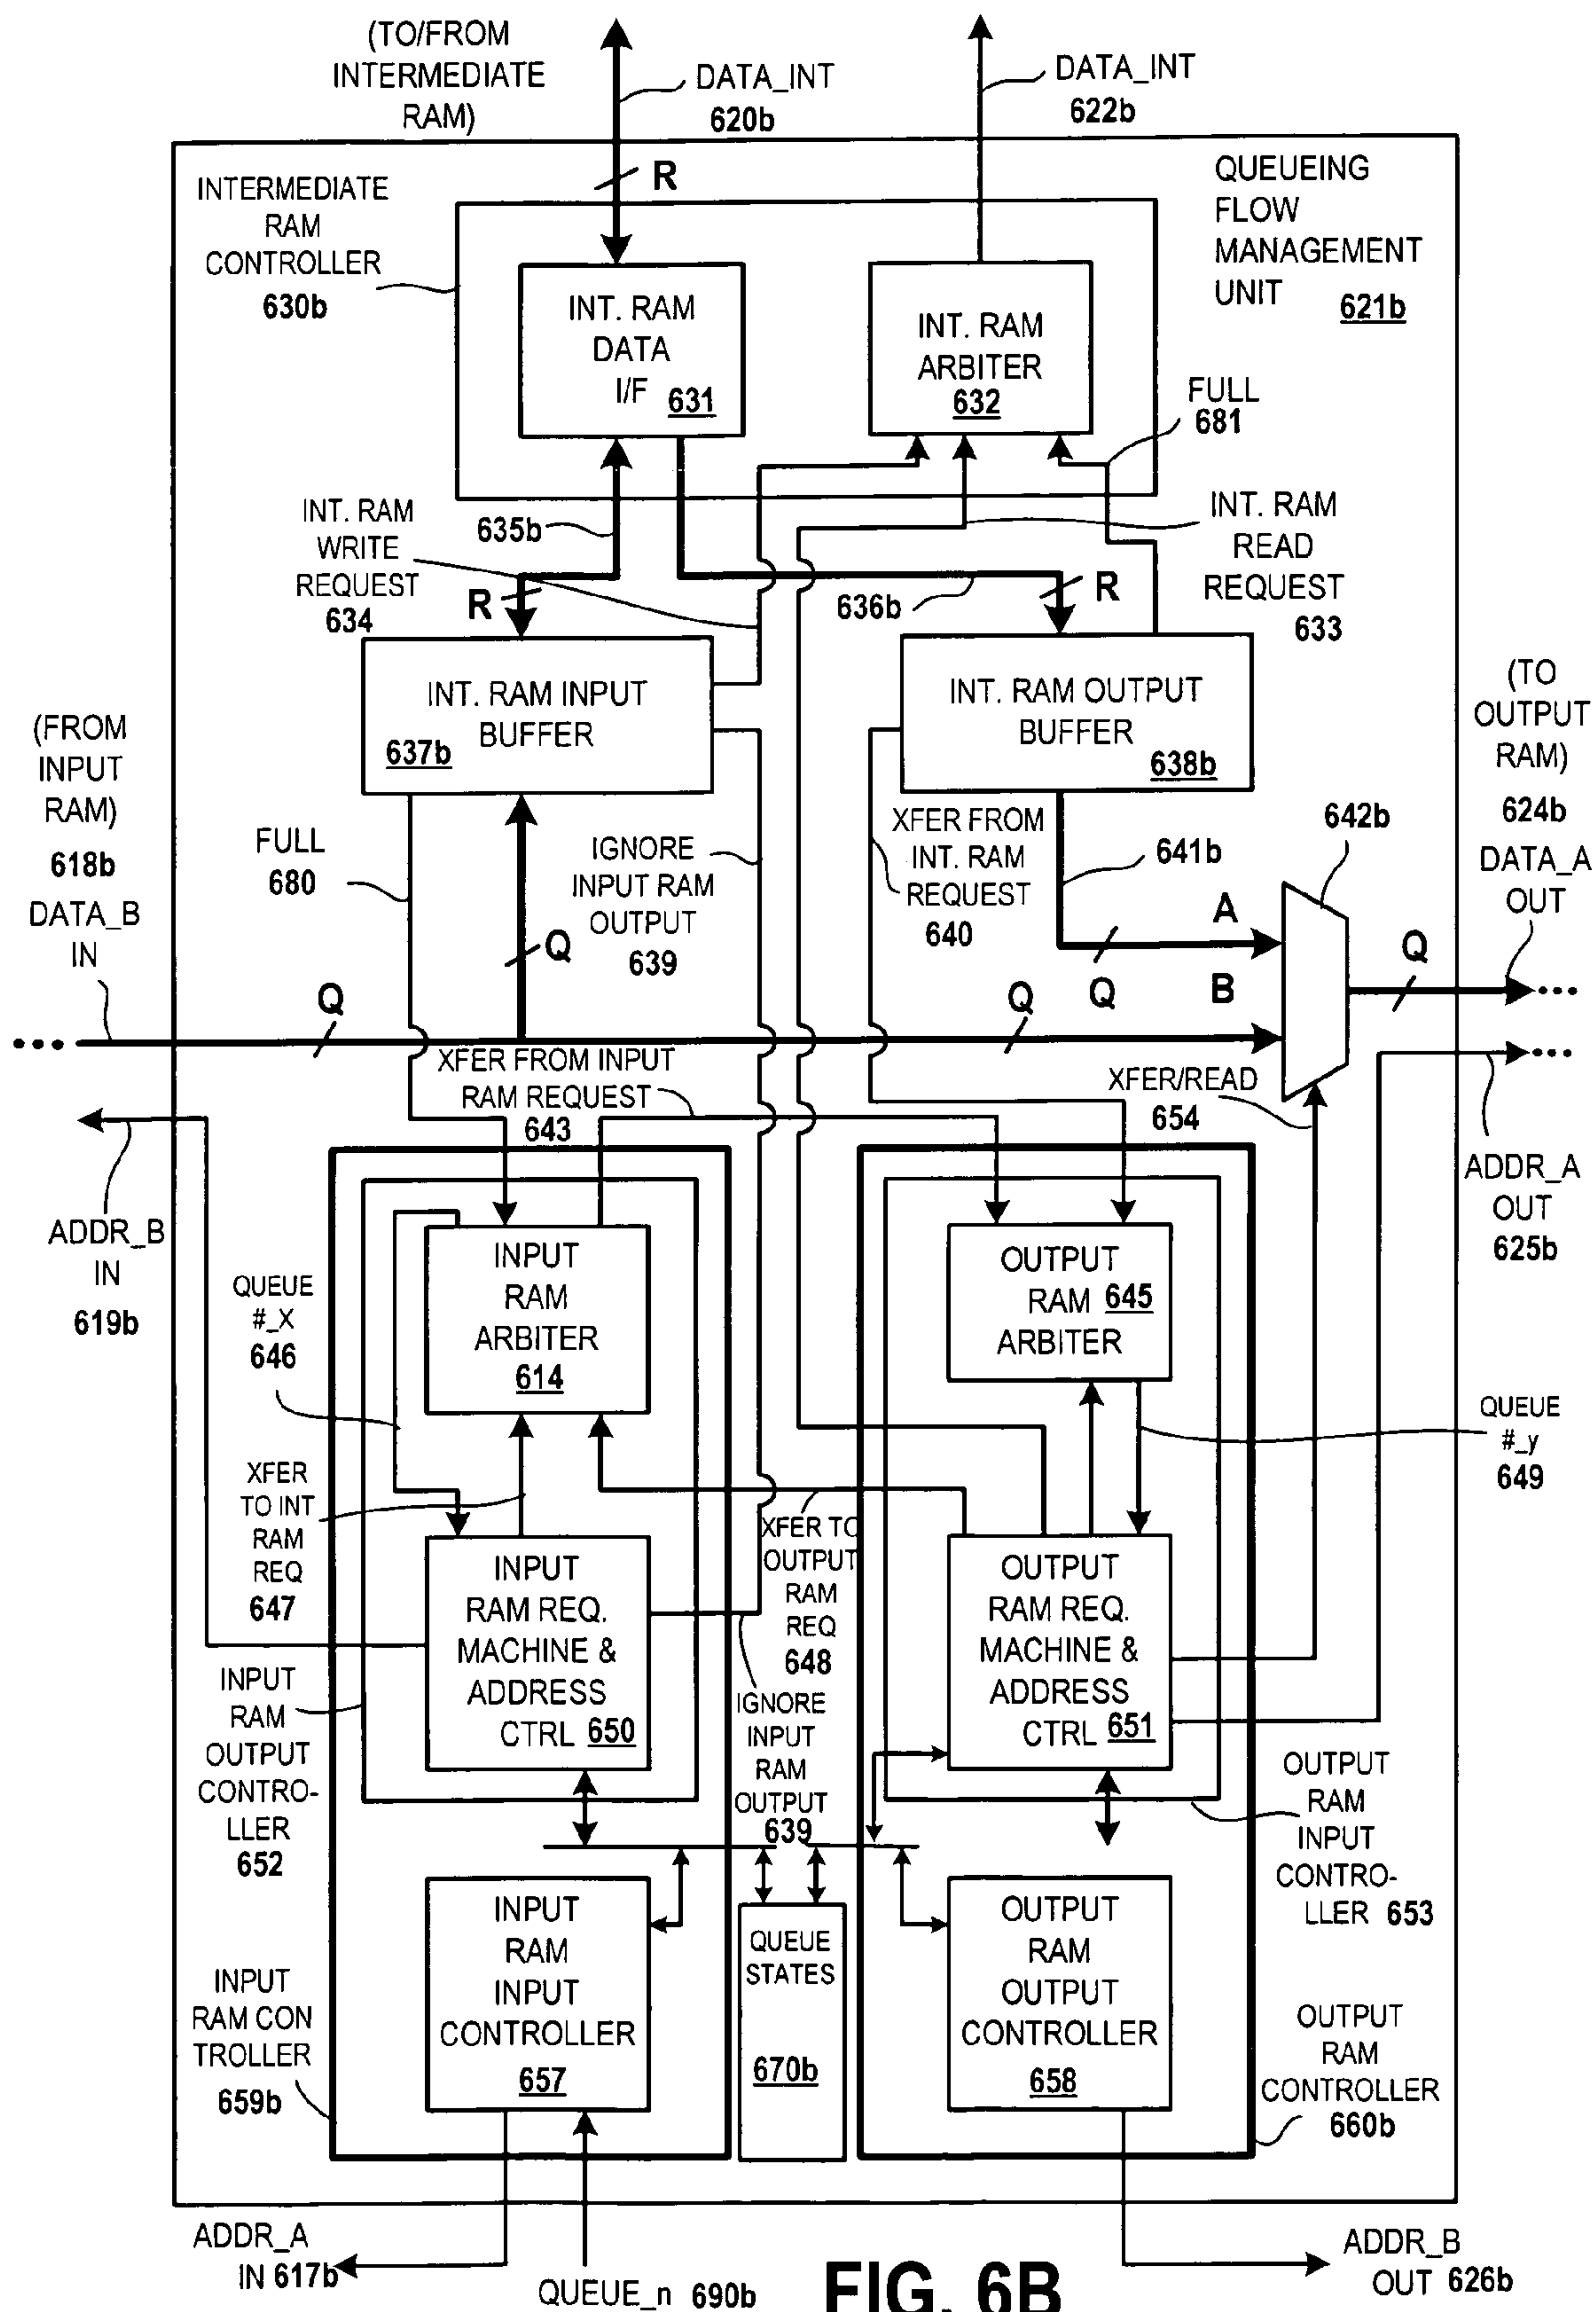 (TO/FROM
INTERMEDIATE
RAM)
DATA_INT
620b
DATA_INT
622b
R
INTERMEDIATE
RAM
CONTROLLER
630b
QUEUEING
FLOW
MANAGEMENT
UNIT 621b
INT. RAM
DATA
I/F 631
INT. RAM
ARBITER
632
FULL
681
INT. RAM
WRITE
REQUEST
634
635b
R
636b
R
INT. RAM
READ
REQUEST
633
INT. RAM INPUT
BUFFER
637b
INT. RAM OUTPUT
BUFFER
638b
(FROM
INPUT
RAM)
618b
DATA_B
IN
(TO
OUTPUT
RAM)
624b
DATA_A
OUT
FULL
680
IGNORE
INPUT RAM
OUTPUT
639
XFER FROM
INT. RAM
REQUEST
640
641b
642b
A
B
Q
Q
Q
Q
Q
XFER FROM INPUT
RAM REQUEST
643
XFER/READ
654
ADDR_B
IN
619b
ADDR_A
OUT
625b
QUEUE
#_X
646
INPUT
RAM
ARBITER
614
OUTPUT
RAM 645
ARBITER
QUEUE
#_y
649
XFER
TO INT
RAM
REQ
647
XFER TO
OUTPUT
RAM
REQ
648
INPUT
RAM REQ.
MACHINE &
ADDRESS
CTRL 650
OUTPUT
RAM REQ.
MACHINE &
ADDRESS
CTRL 651
INPUT
RAM
OUTPUT
CONTRO-
LLER
652
IGNORE
INPUT
RAM
OUTPUT
639
OUTPUT
RAM
INPUT
CONTRO-
LLER 653
INPUT
RAM
INPUT
CONTROLLER
657
QUEUE
STATES
670b
OUTPUT
RAM
OUTPUT
CONTROLLER
658
INPUT
RAM CON
TROLLER
659b
OUTPUT
RAM
CONTROLLER
660b
ADDR_A
IN 617b
QUEUE_n 690b
FIG. 6B
ADDR_B
OUT 626b